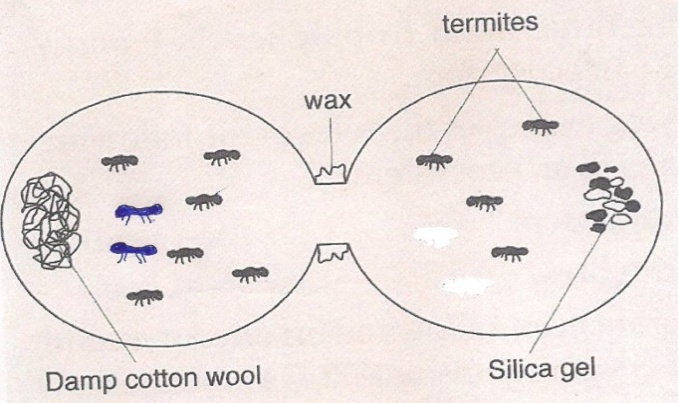 termites
wax
Damp cotton wool
Silica gel